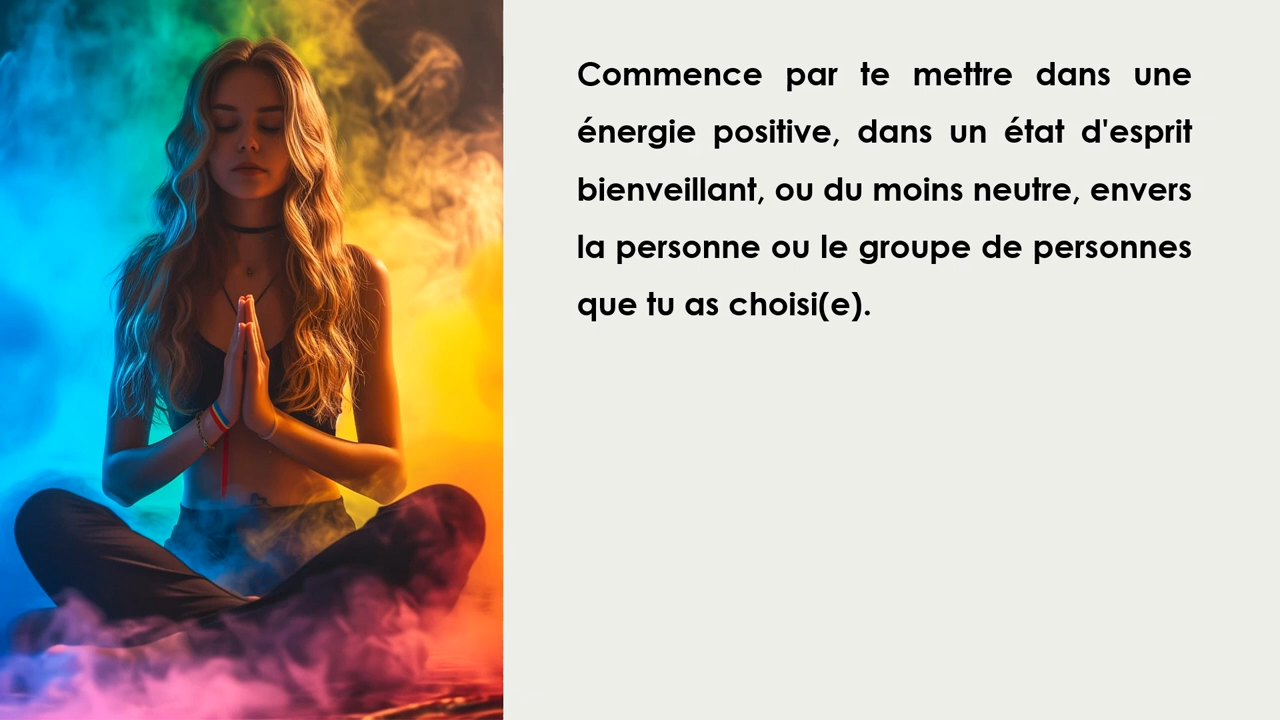 Commence par te mettre dans une
énergie positive, dans un état d'esprit
bienveillant, ou du moins neutre, envers
la personne ou le groupe de personnes
que tu as choisi(e).